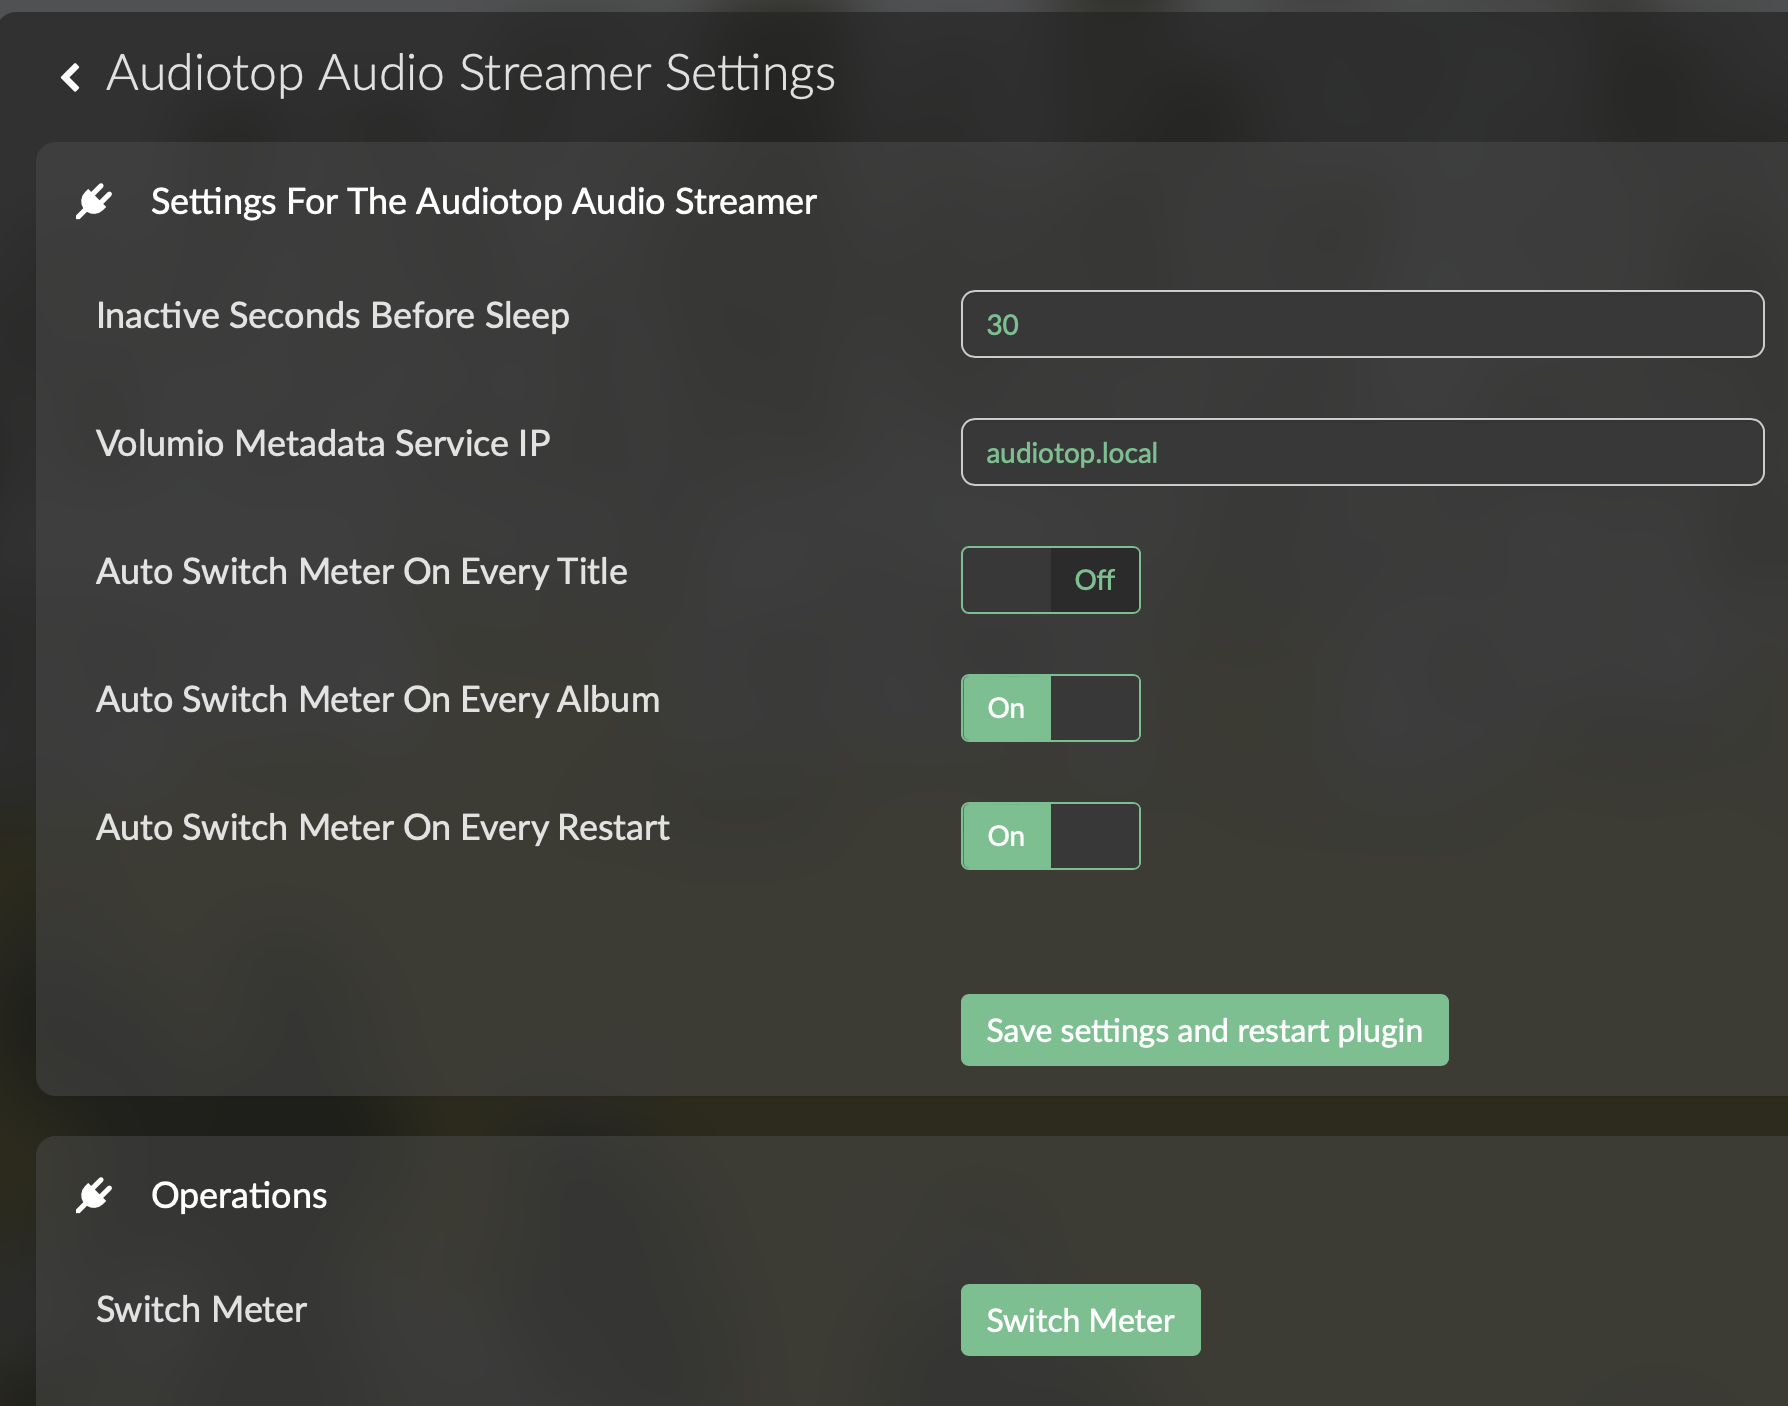 Audiotop Audio Streamer Settings
Settings For The Audiotop Audio Streamer
Inactive Seconds Before Sleep
30
Volumio Metadata Service IP
audiotop.local
Auto Switch Meter On Every Title
Off
Auto Switch Meter On Every Album
On
Auto Switch Meter On Every Restart
On
Save settings and restart plugin
Operations
Switch Meter
Switch Meter